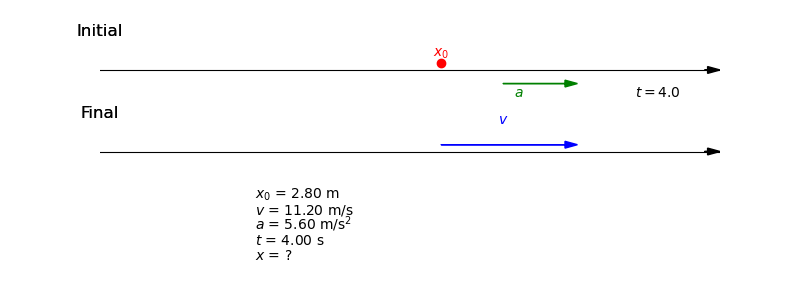 Initial
x₀
a
t = 4.0
Final
v
x₀ = 2.80 m
v = 11.20 m/s
a = 5.60 m/s²
t = 4.00 s
x = ?